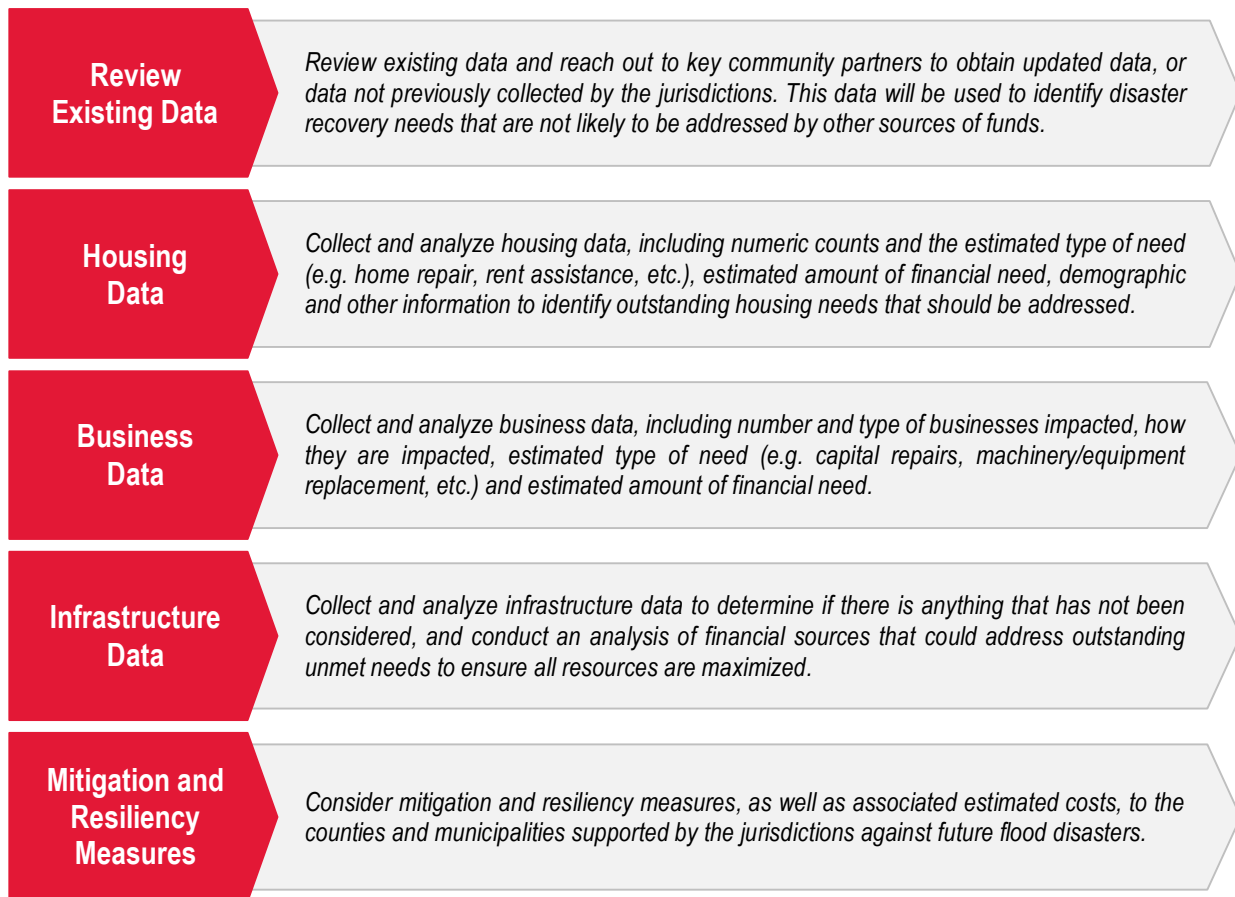 Review
Existing Data
Review existing data and reach out to key community partners to obtain updated data, or
data not previously collected by the jurisdictions. This data will be used to identify disaster
recovery needs that are not likely to be addressed by other sources of funds.
Housing
Data
Collect and analyze housing data, including numeric counts and the estimated type of need
(e.g. home repair, rent assistance, etc.), estimated amount of financial need, demographic
and other information to identify outstanding housing needs that should be addressed.
Business
Data
Collect and analyze business data, including number and type of businesses impacted, how
they are impacted, estimated type of need (e.g. capital repairs, machinery/equipment
replacement, etc.) and estimated amount of financial need.
Infrastructure
Data
Collect and analyze infrastructure data to determine if there is anything that has not been
considered, and conduct an analysis of financial sources that could address outstanding
unmet needs to ensure all resources are maximized.
Mitigation and
Resiliency
Measures
Consider mitigation and resiliency measures, as well as associated estimated costs, to the
counties and municipalities supported by the jurisdictions against future flood disasters.